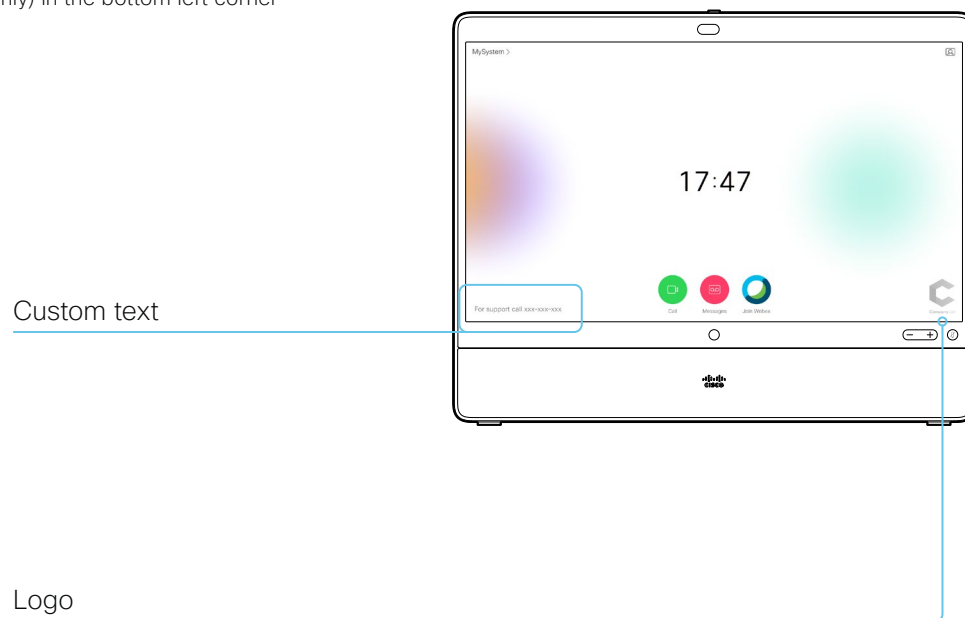 nly) in the bottom left corner
MySystem >
17:47
For support call xxx-xxx-xxx
Call
Messages
Join Webex
CISCO
Custom text
Logo